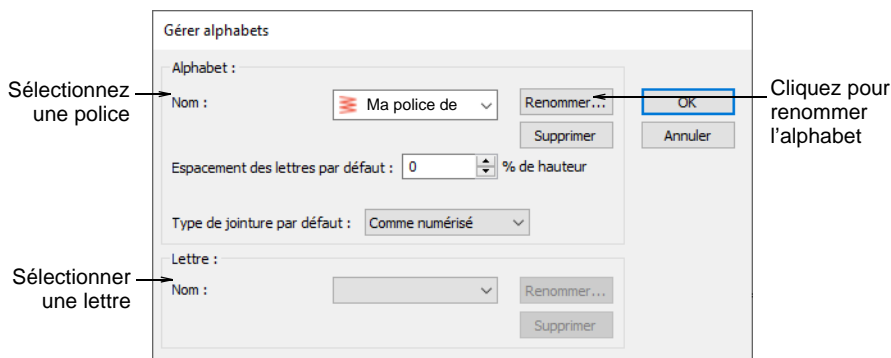 Gérer alphabets
Alphabet :
Sélectionnez
une police
Nom :
Ma police de
Renommer...
OK
Cliquez pour
renommer
l'alphabet
Supprimer
Annuler
Espacement des lettres par défaut :
0
% de hauteur
Type de jointure par défaut :
Comme numérisé
Lettre :
Sélectionner
une lettre
Nom :
Renommer...
Supprimer